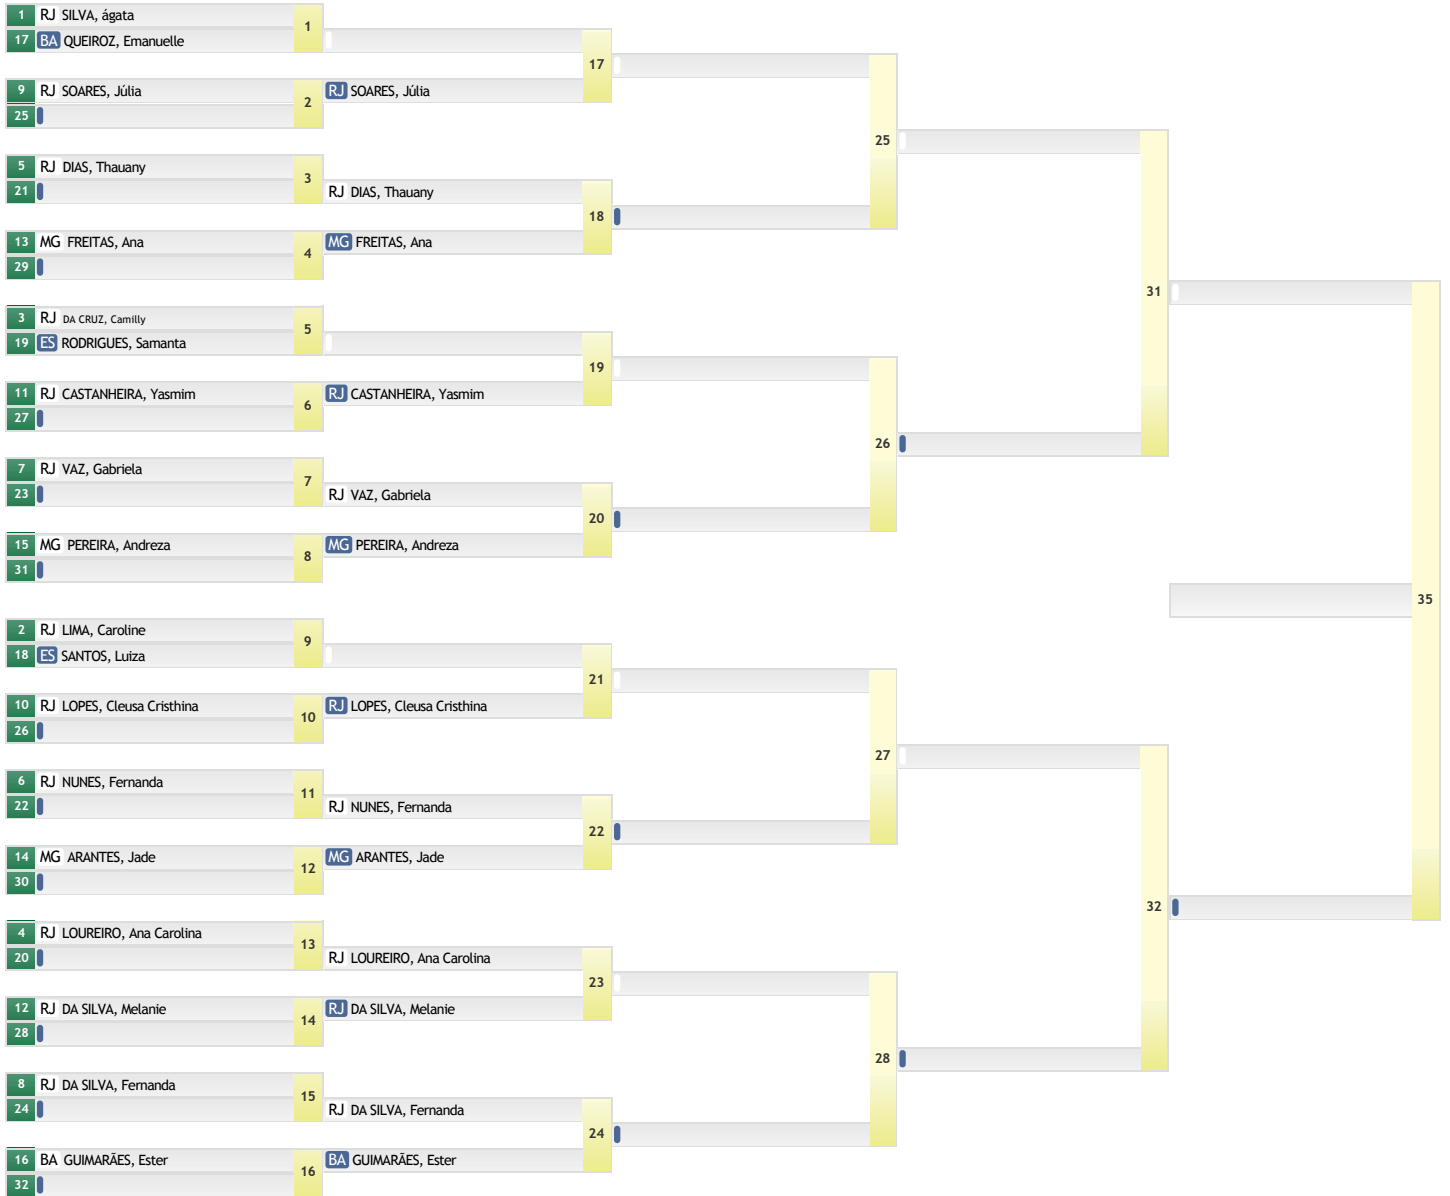 1 RJ SILVA, ágata
1
17 BA QUEIROZ, Emanuelle
17
9 RJ SOARES, Júlia
2
RJ SOARES, Júlia
25
25
5 RJ DIAS, Thauany
3
21
RJ DIAS, Thauany
18
13 MG FREITAS, Ana
4
MG FREITAS, Ana
29
31
3 RJ DA CRUZ, Camilly
5
19 ES RODRIGUES, Samanta
19
11 RJ CASTANHEIRA, Yasmim
6
RJ CASTANHEIRA, Yasmim
27
26
7 RJ VAZ, Gabriela
7
23
RJ VAZ, Gabriela
20
15 MG PEREIRA, Andreza
8
MG PEREIRA, Andreza
31
35
2 RJ LIMA, Caroline
9
18 ES SANTOS, Luiza
21
10 RJ LOPES, Cleusa Cristhina
10
RJ LOPES, Cleusa Cristhina
26
27
6 RJ NUNES, Fernanda
11
22
RJ NUNES, Fernanda
22
14 MG ARANTES, Jade
12
MG ARANTES, Jade
30
32
4 RJ LOUREIRO, Ana Carolina
13
20
RJ LOUREIRO, Ana Carolina
23
12 RJ DA SILVA, Melanie
14
RJ DA SILVA, Melanie
28
28
8 RJ DA SILVA, Fernanda
15
24
RJ DA SILVA, Fernanda
24
16 BA GUIMARÃES, Ester
16
BA GUIMARÃES, Ester
32